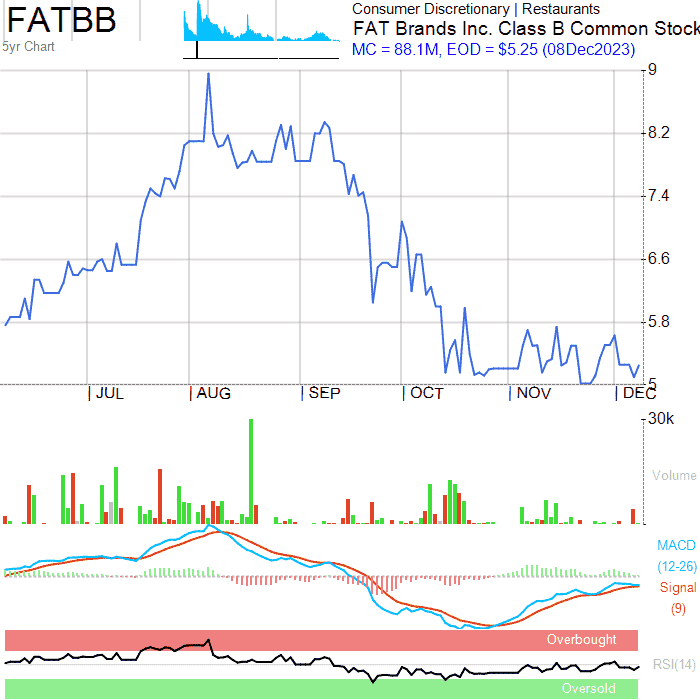 FATBB
5yr Chart
Consumer Discretionary | Restaurants
FAT Brands Inc. Class B Common Stock
MC = 88.1M, EOD = $5.25 (08Dec2023)
9
8.2
7.4
6.6
5.8
5
JUL
AUG
SEP
OCT
NOV
DEC
30k
Volume
MACD
(12-26)
Signal
(9)
Overbought
RSI(14)
Oversold